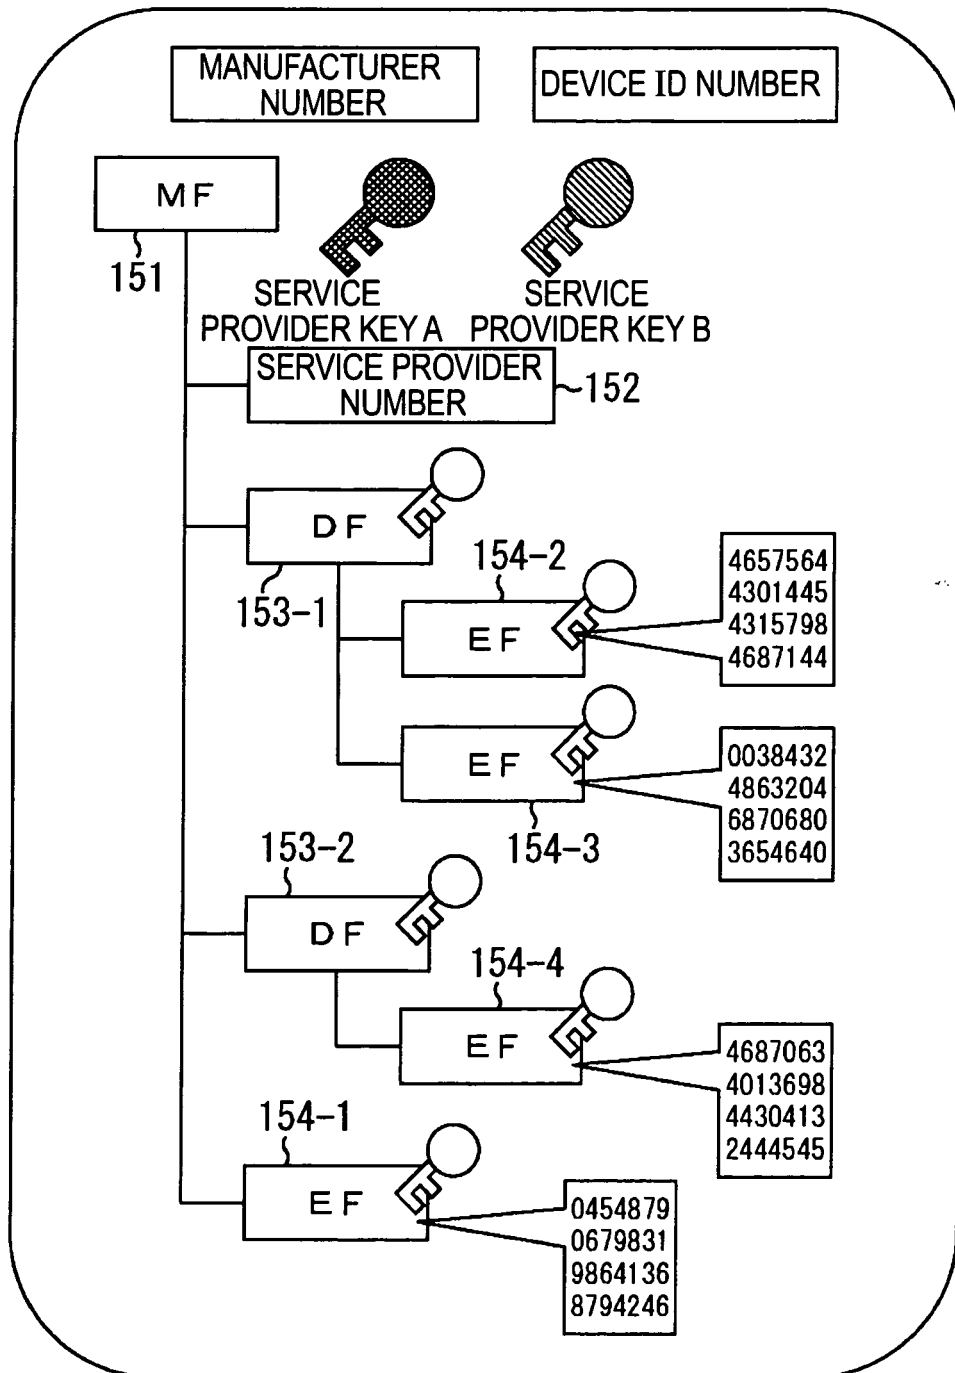 MANUFACTURER
NUMBER
DEVICE ID NUMBER
MF
151
SERVICE
PROVIDER KEY A
SERVICE
PROVIDER KEY B
SERVICE PROVIDER
NUMBER
152
DF
153-1
154-2
EF
4657564
4301445
4315798
4687144
EF
154-3
0038432
4863204
6870680
3654640
153-2
DF
154-4
EF
4687063
4013698
4430413
2444545
154-1
EF
0454879
0679831
9864136
8794246